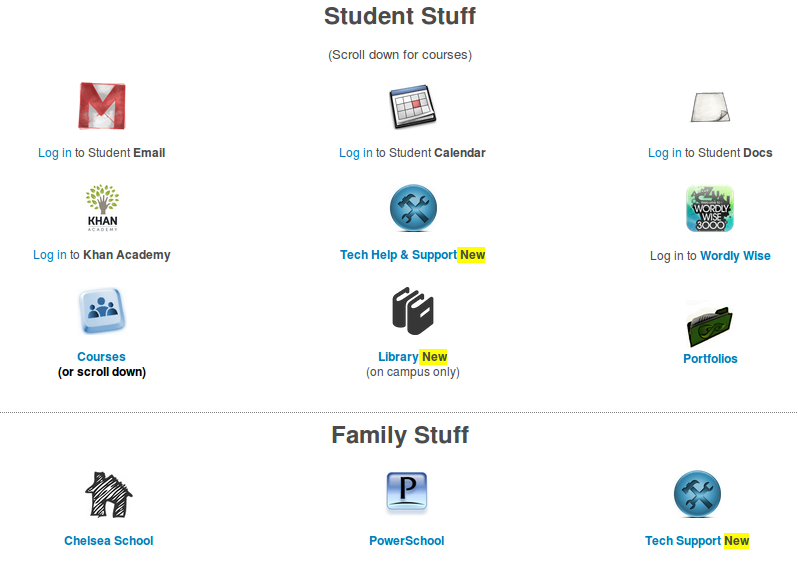 Student Stuff
(Scroll down for courses)
Log in to Student Email
Log in to Student Calendar
Log in to Student Docs
KHAN
ACADEMY
WORDLY
WISE
3000
Log in to Khan Academy
Tech Help & Support New
Log in to Wordly Wise
Courses
(or scroll down)
Library New
(on campus only)
Portfolios
Family Stuff
P
Chelsea School
PowerSchool
Tech Support New